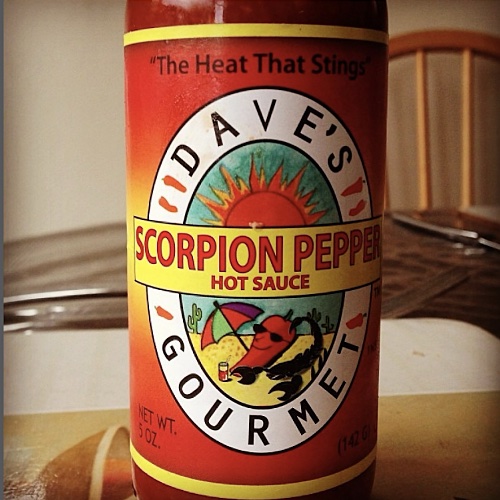 "The Heat That Stings"
DAVE'S
SCORPION PEPPER
HOT SAUCE
GOURMET
NET WT.
5 OZ.
(142 G)